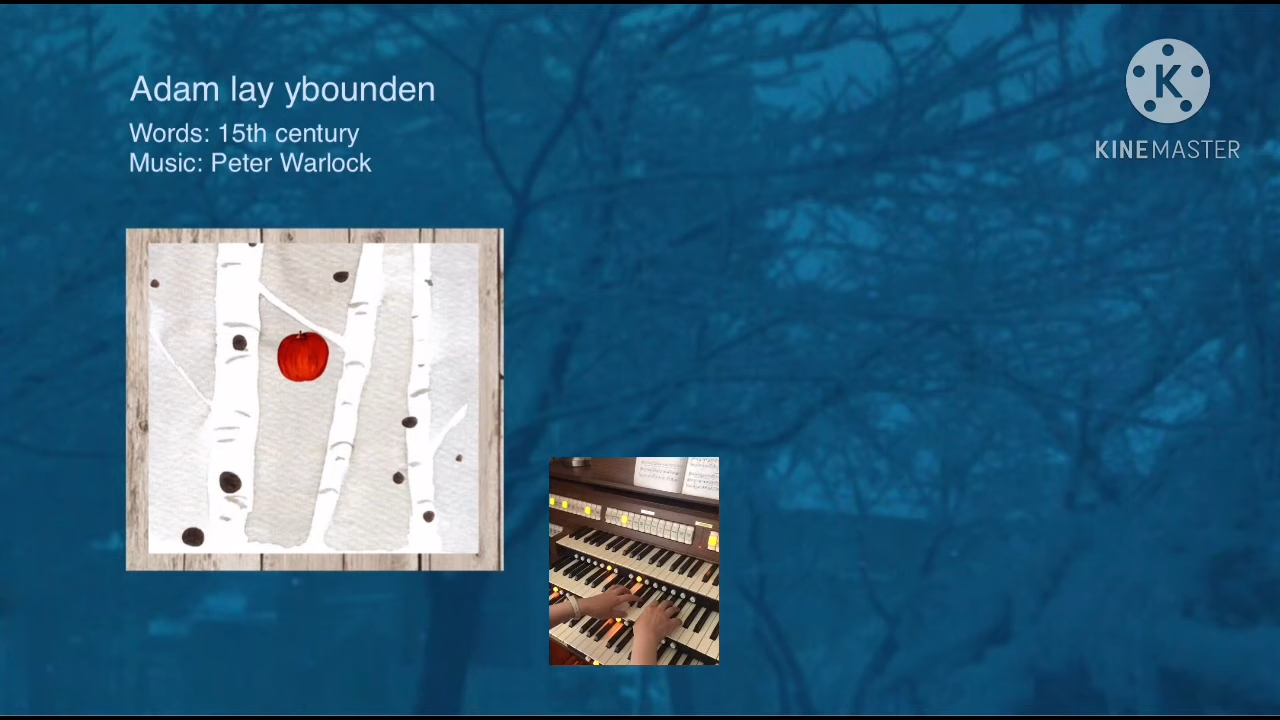 Adam lay ybounden
Words: 15th century
Music: Peter Warlock
K
KINEMASTER